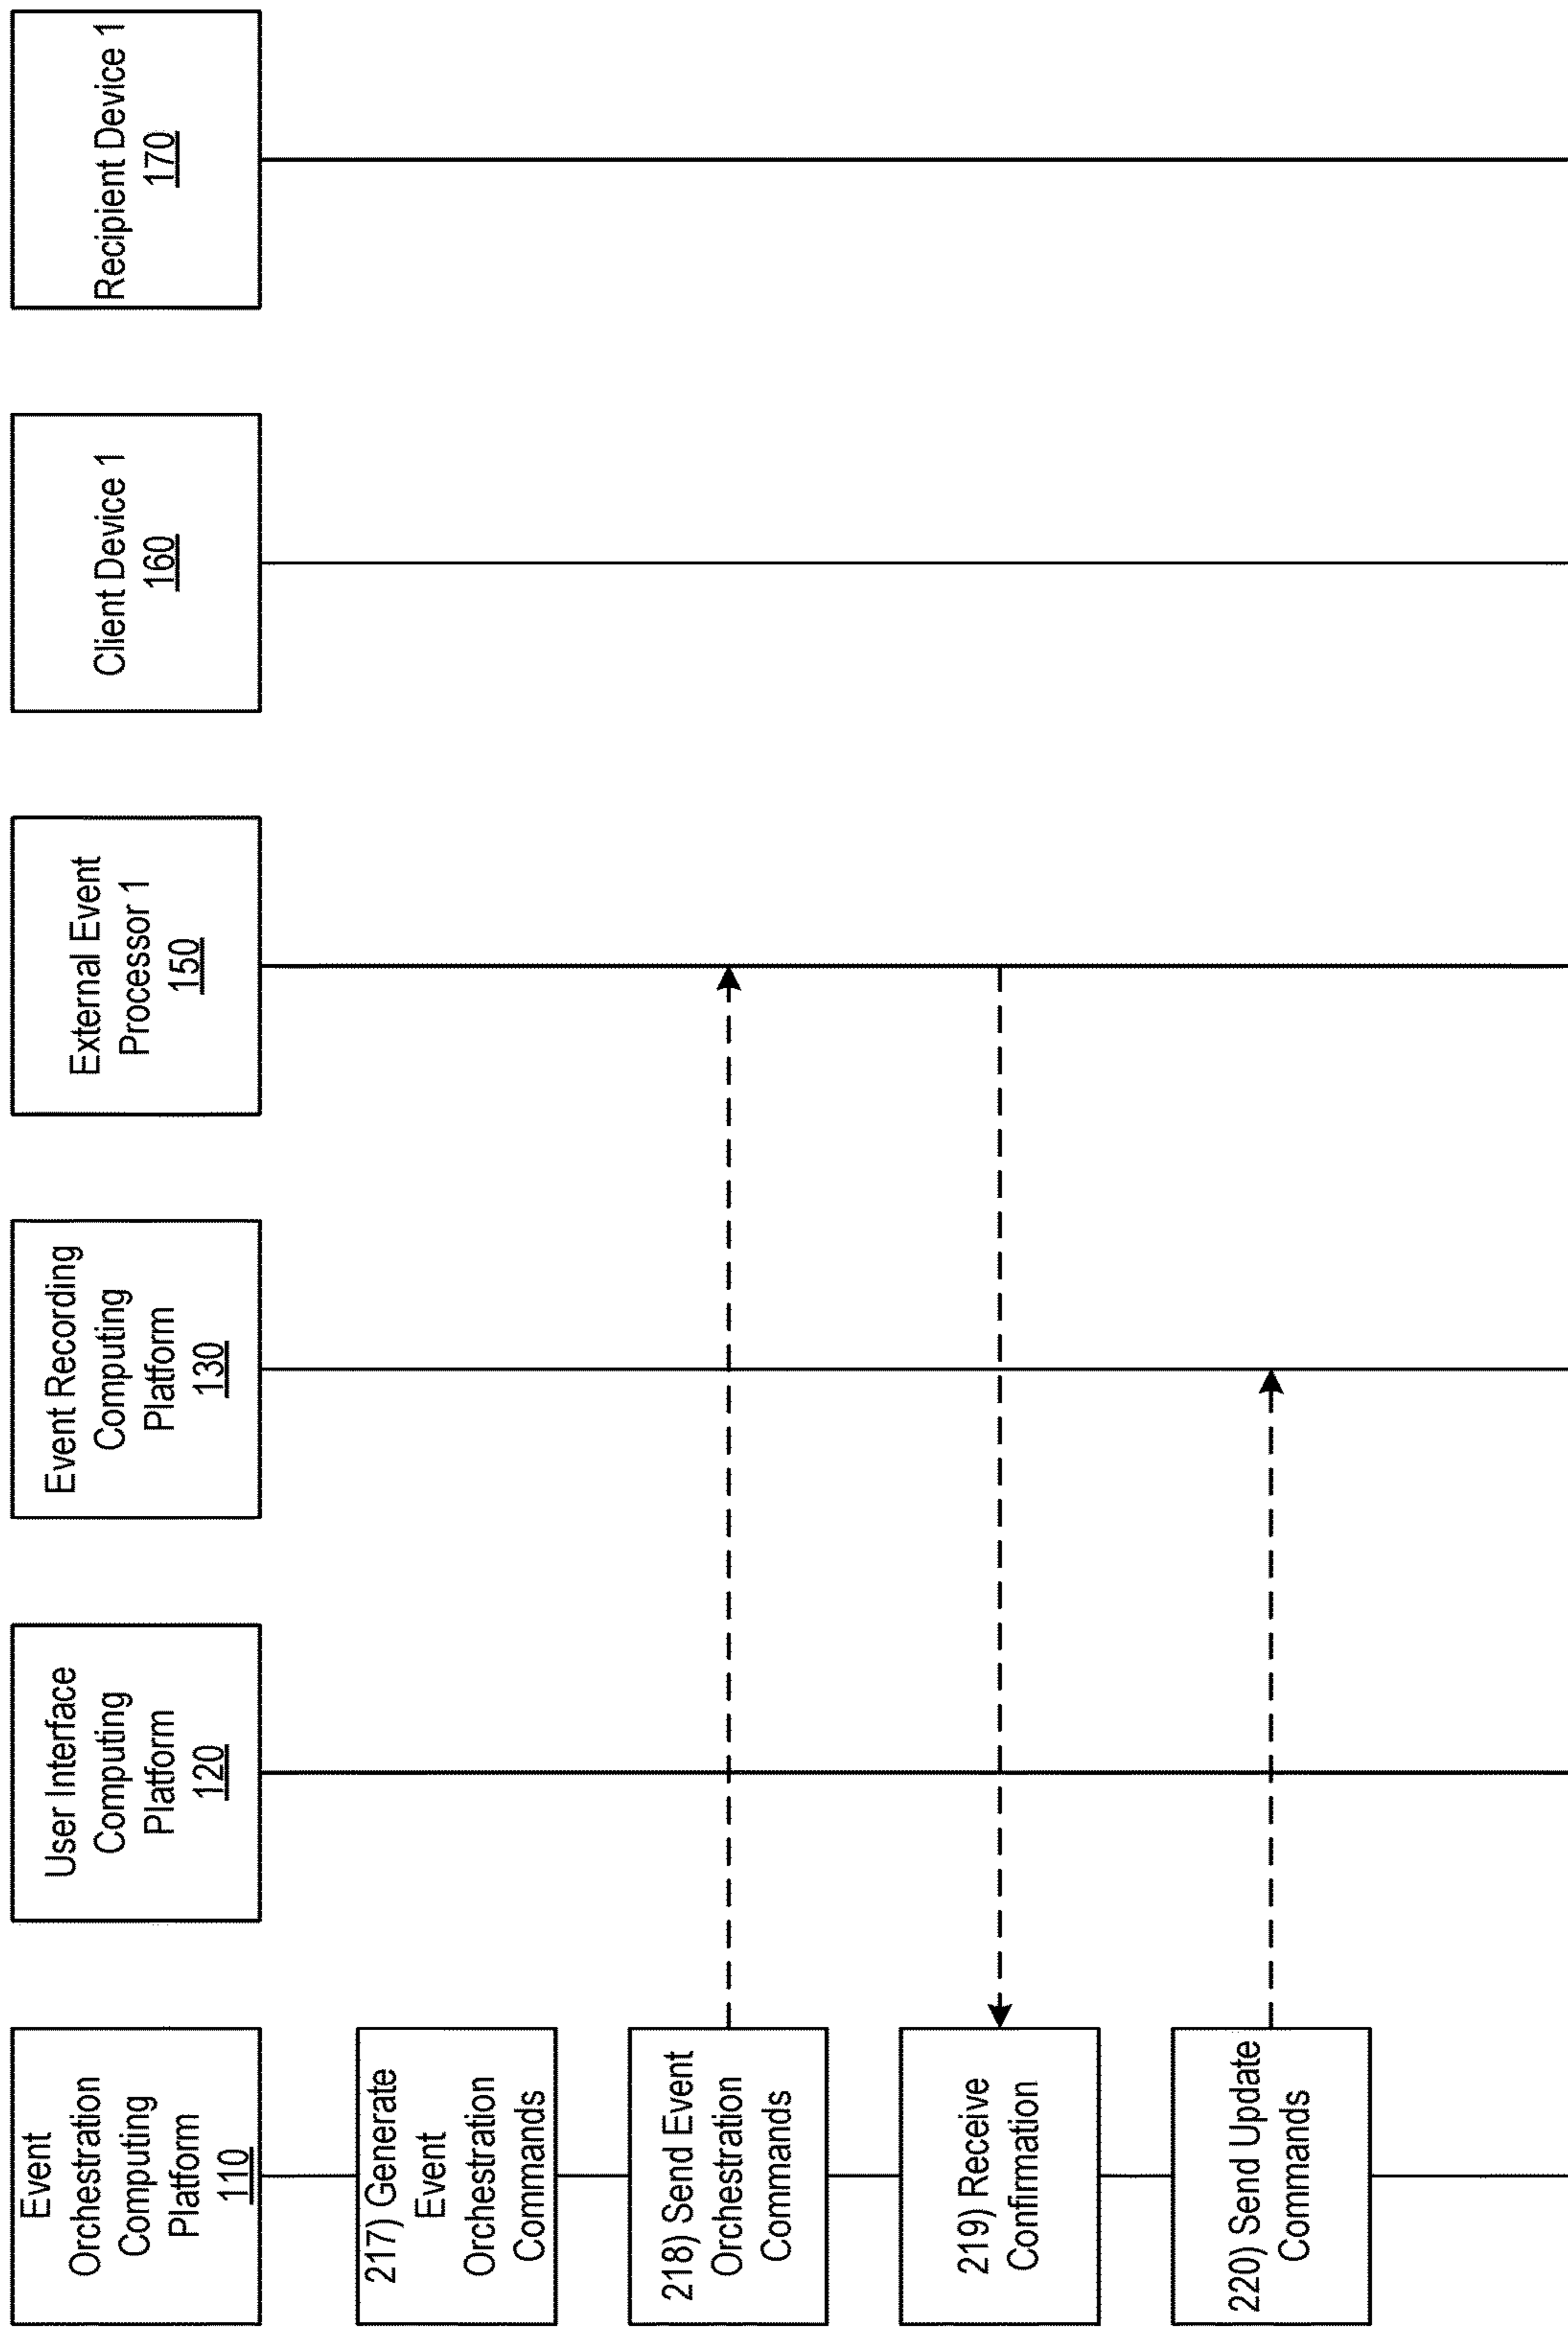 Event
Orchestration
Computing
Platform
110
User Interface
Computing
Platform
120
Event Recording
Computing
Platform
130
External Event
Processor 1
150
Client Device 1
160
Recipient Device 1
170
217) Generate
Event
Orchestration
Commands
218) Send Event
Orchestration
Commands
219) Receive
Confirmation
220) Send Update
Commands